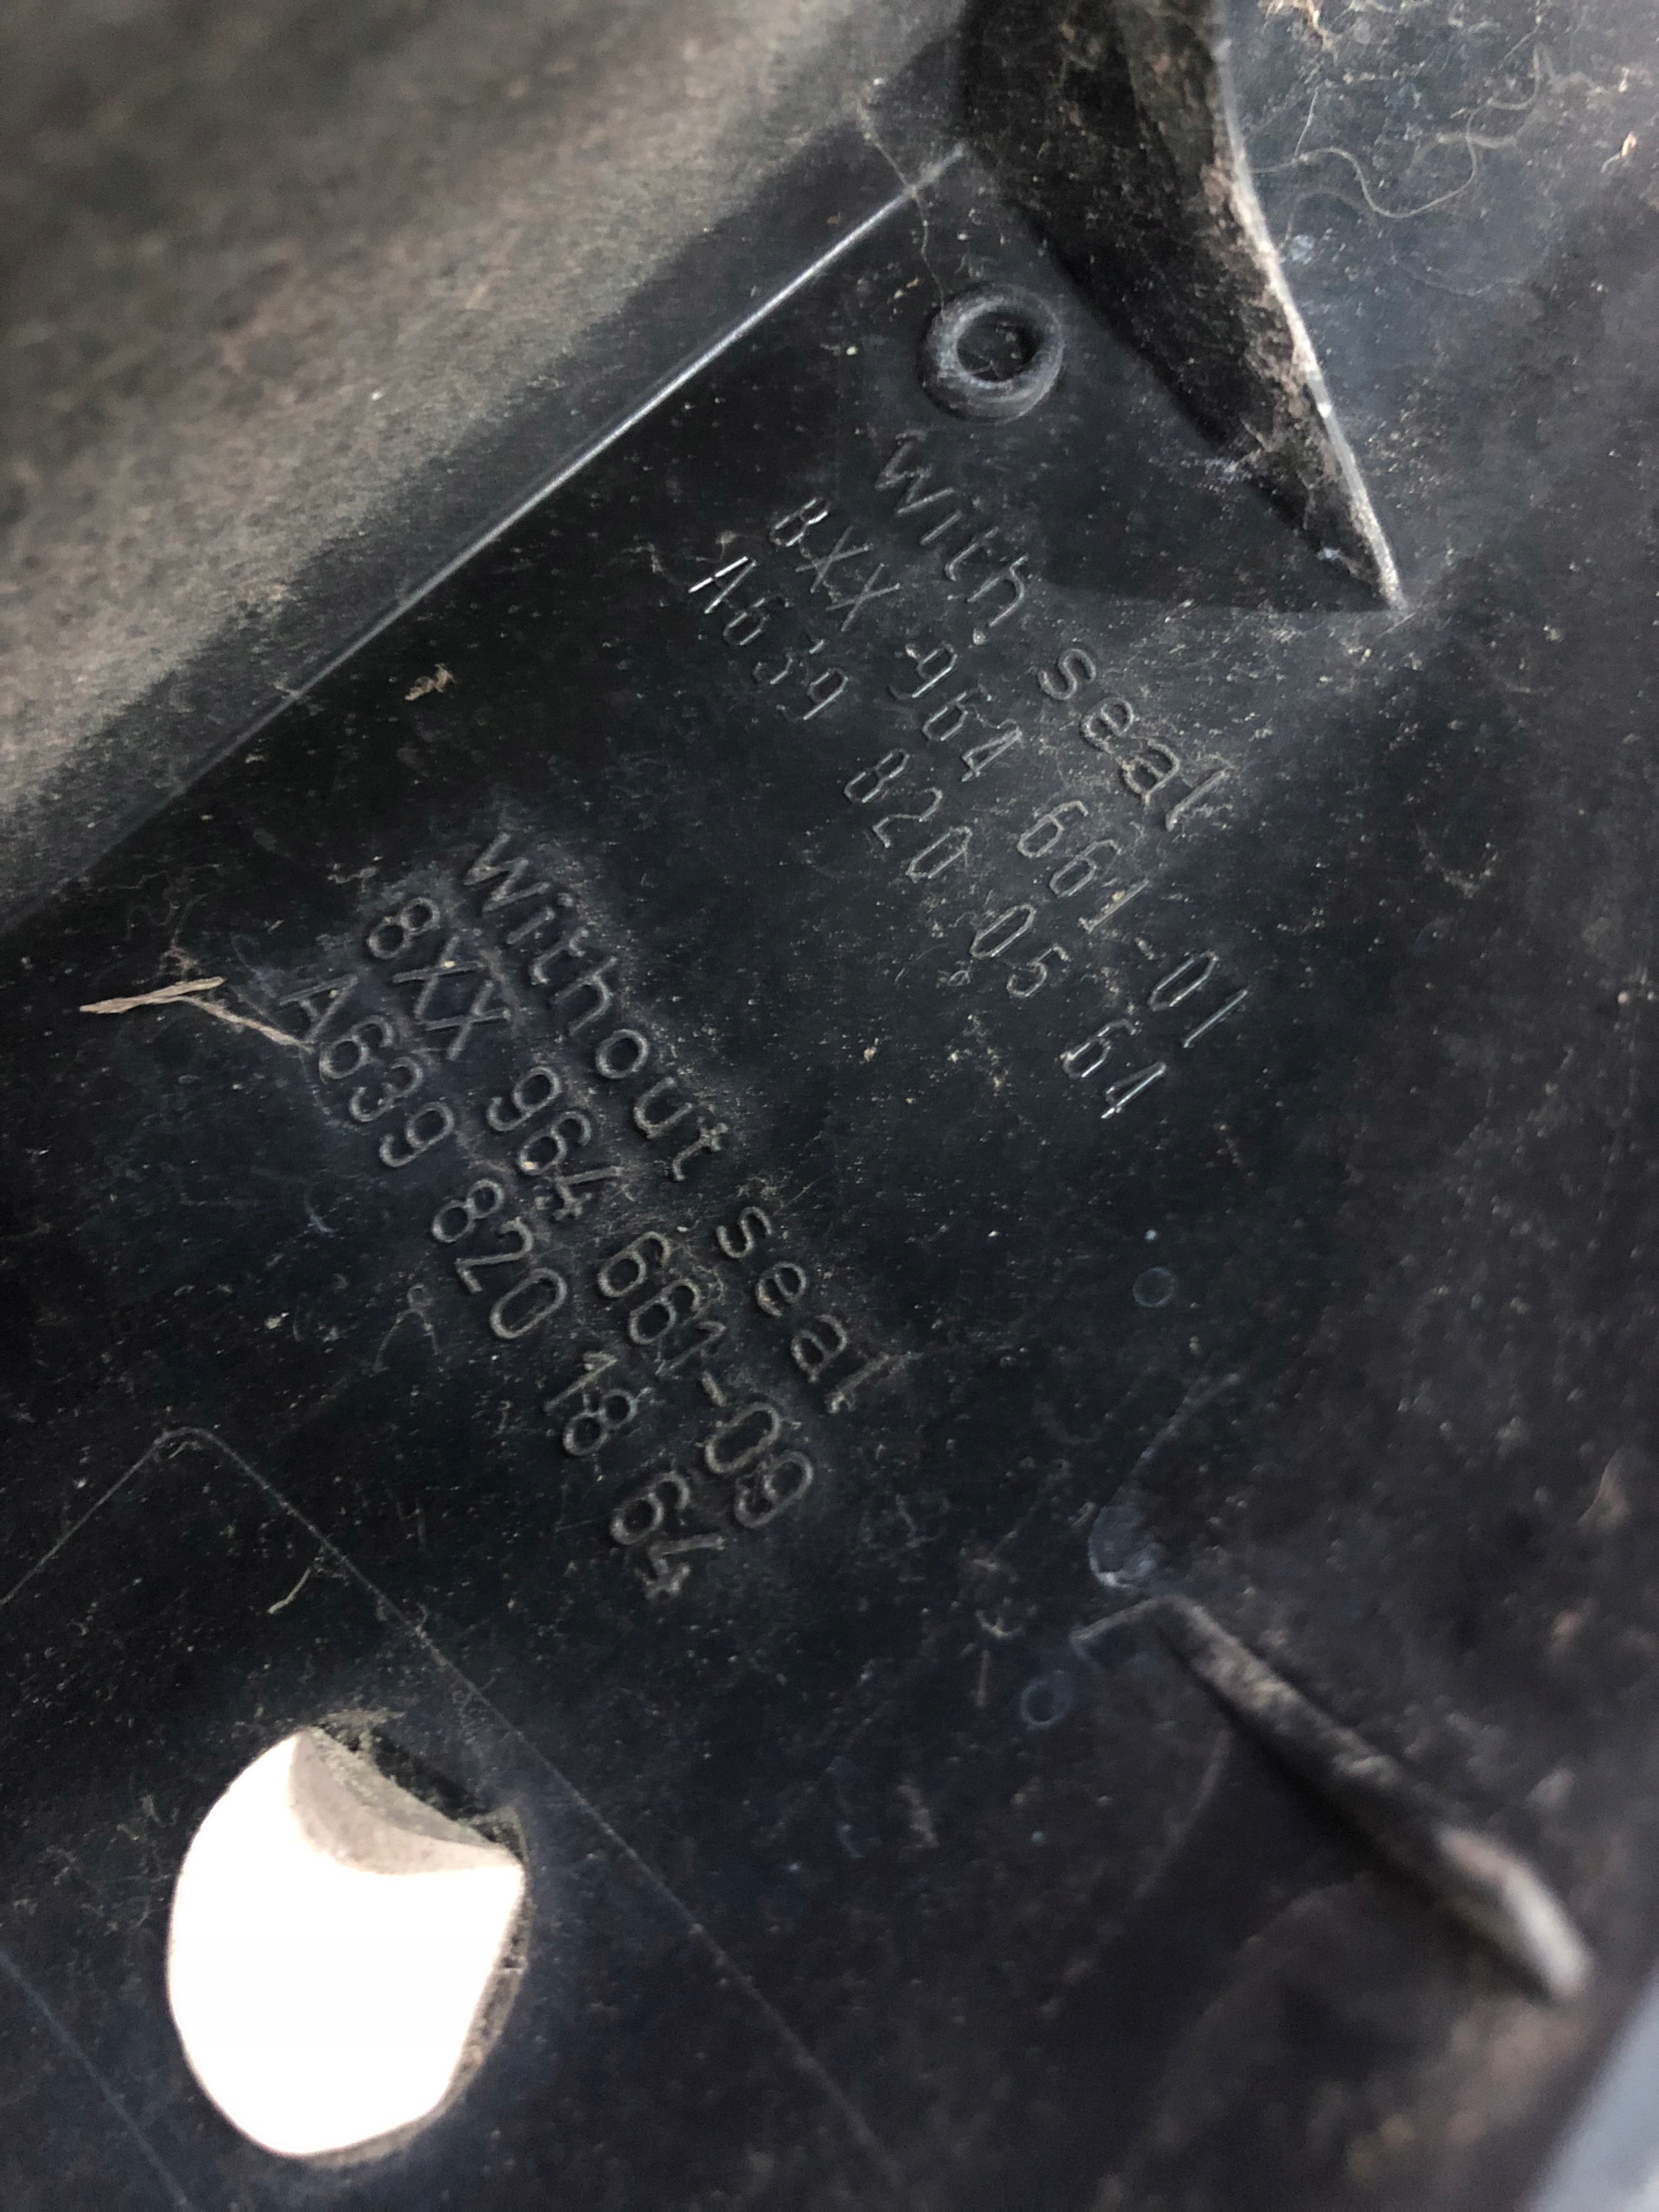 with seal
8XX 964 661-01
A639 820 05 64
without seal
8XX 964 661-09
A639 820 18 64